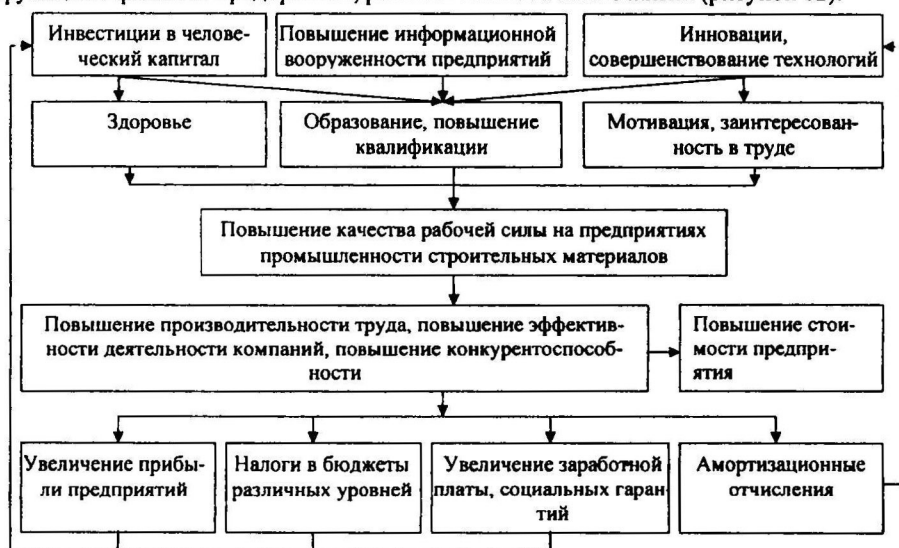 Инвестиции в челове-
ческий капитал
Повышение информационной
вооруженности предприятий
Инновации,
совершенствование технологий
Здоровье
Образование, повышение
квалификации
Мотивация, заинтересован-
ность в труде
Повышение качества рабочей силы на предприятиях
промышленности строительных материалов
Повышение производительности труда, повышение эффектив-
ности деятельности компаний, повышение конкурентоспособ-
ности
Повышение стои-
мости предпри-
ятия
Увеличение прибы-
ли предприятий
Налоги в бюджеты
различных уровней
Увеличение заработной
платы, социальных гаран-
тий
Амортизационные
отчисления